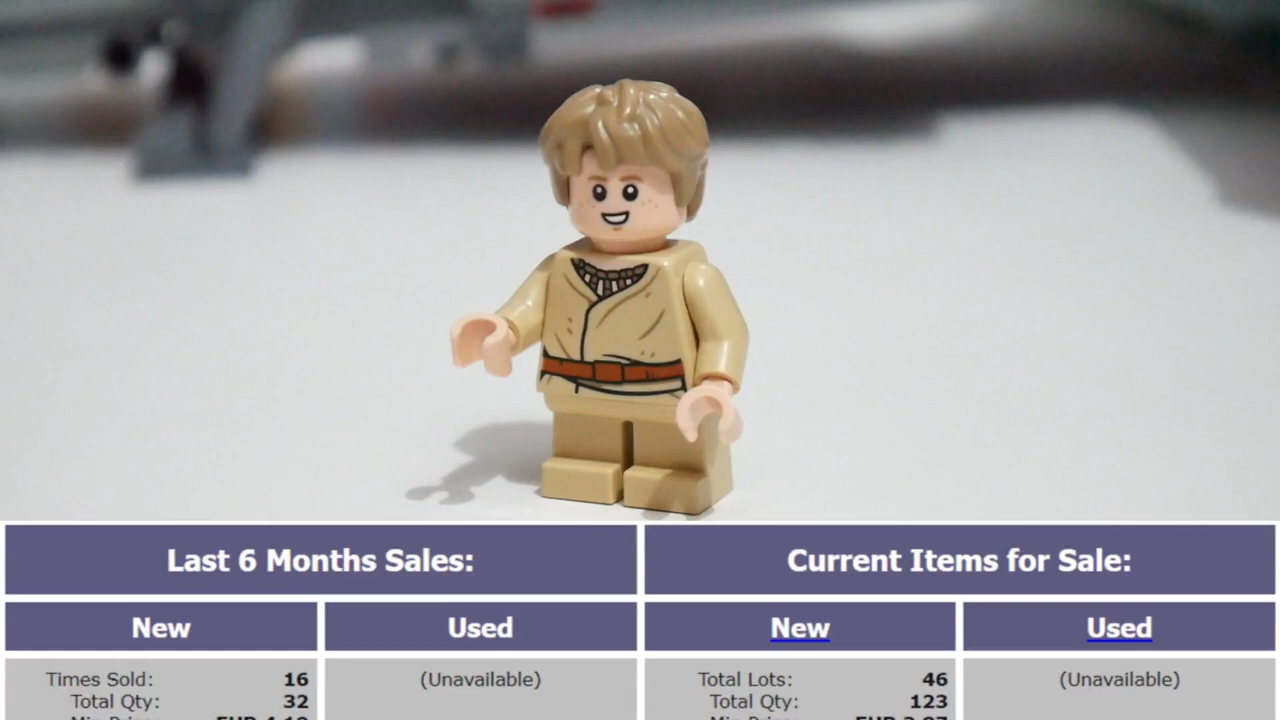 Last 6 Months Sales:
Current Items for Sale:
New
Used
New
Used
Times Sold: 16
(Unavailable)
Total Lots: 46
(Unavailable)
Total Qty: 32
Total Qty: 123